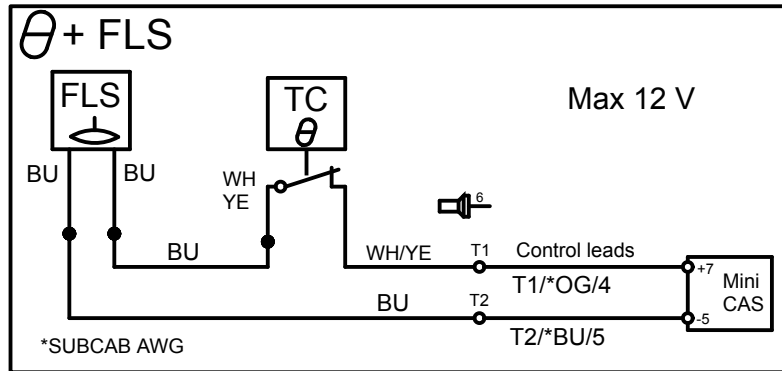 θ + FLS
FLS
TC
θ
Max 12 V
BU
BU
WH
YE
6
BU
WH/YE
T1
Control leads
+7
T1/*OG/4
Mini
CAS
BU
T2
-5
T2/*BU/5
*SUBCAB AWG